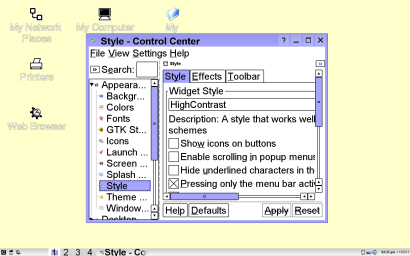 My Network Places
My Computer
My
Printers
Web Browser
Style - Control Center
File View Settings Help
Search:
Appeara...
Backgr...
Colors
Fonts
GTK St...
Icons
Launch ...
Screen ...
Splash ...
Style
Theme ...
Window...
Desktop
Style
Style Effects Toolbar
Widget Style
HighContrast
Description: A style that works well
schemes
Show icons on buttons
Enable scrolling in popup menus
Hide underlined characters in th
Pressing only the menu bar activ
Help Defaults Apply Reset
1 2 3 4 Style - Co